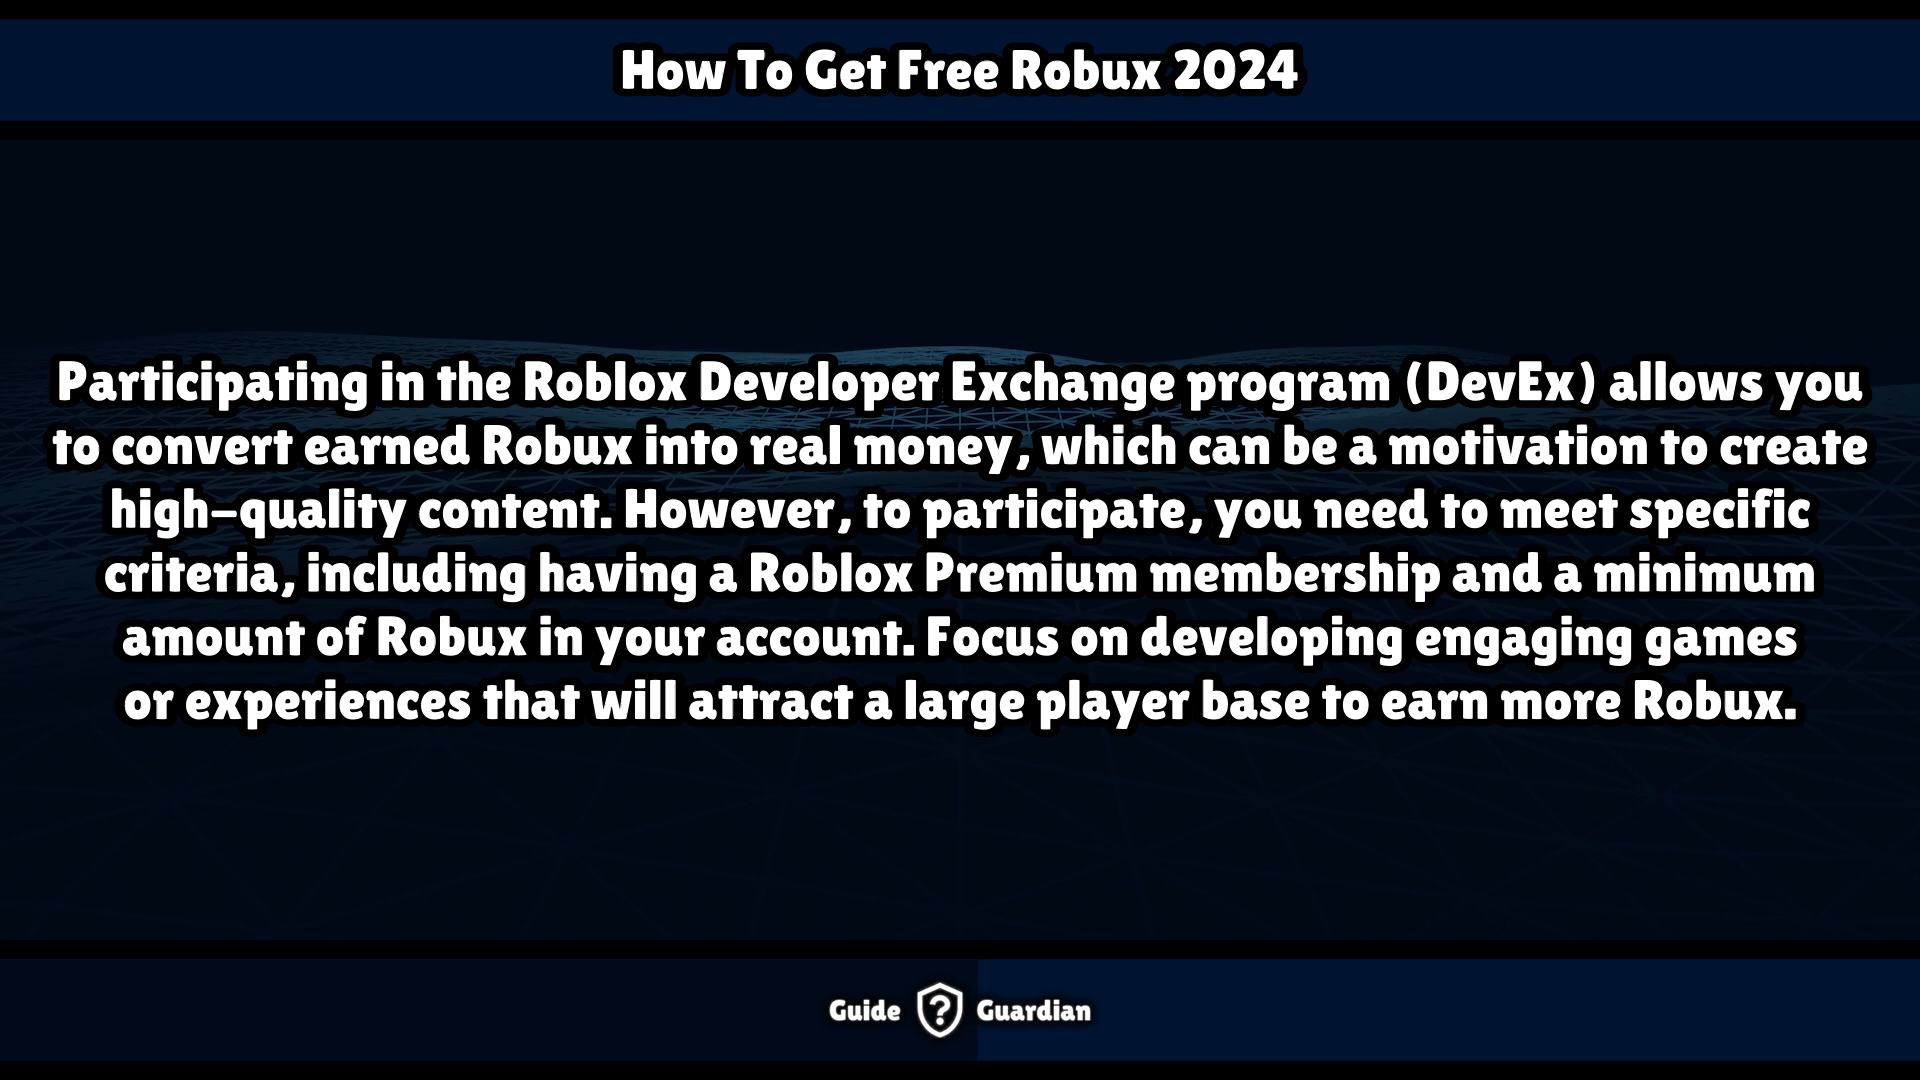 How To Get Free Robux 2024
Participating in the Roblox Developer Exchange program (DevEx) allows you
to convert earned Robux into real money, which can be a motivation to create
high-quality content. However, to participate, you need to meet specific
criteria, including having a Roblox Premium membership and a minimum
amount of Robux in your account. Focus on developing engaging games
or experiences that will attract a large player base to earn more Robux.
Guide ? Guardian